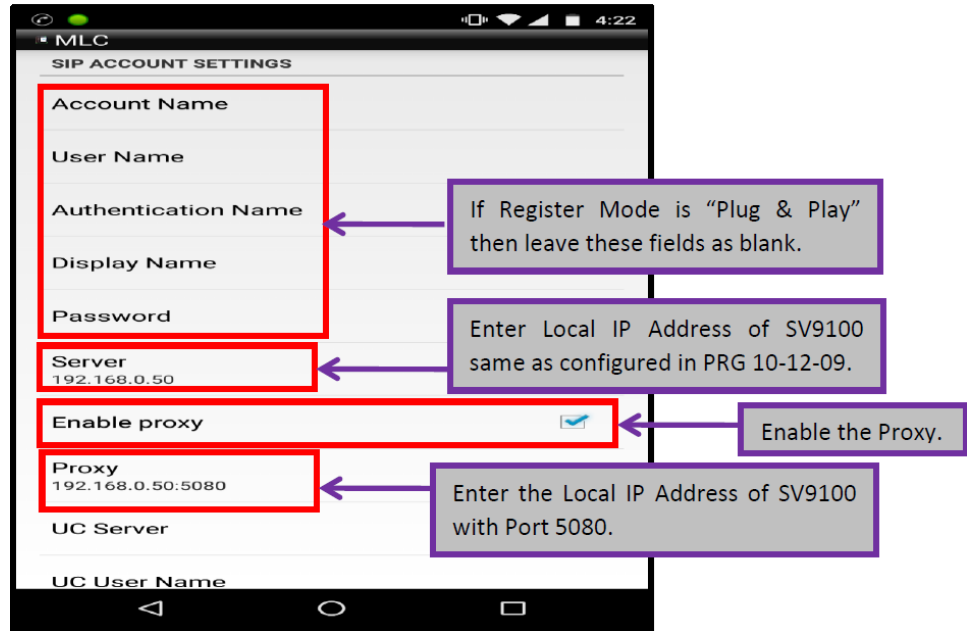 4:22
MLC
SIP ACCOUNT SETTINGS
Account Name
User Name
Authentication Name
Display Name
Password
If Register Mode is “Plug & Play”
then leave these fields as blank.
Server
192.168.0.50
Enter Local IP Address of SV9100
same as configured in PRG 10-12-09.
Enable proxy
Enable the Proxy.
Proxy
192.168.0.50:5080
Enter the Local IP Address of SV9100
with Port 5080.
UC Server
UC User Name